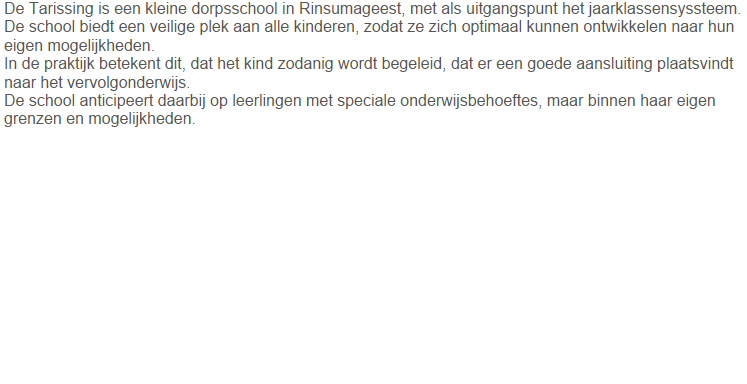 De Tarissing is een kleine dorpsschool in Rinsumageest, met als uitgangspunt het jaarklassensyssteem.
De school biedt een veilige plek aan alle kinderen, zodat ze zich optimaal kunnen ontwikkelen naar hun
eigen mogelijkheden.
In de praktijk betekent dit, dat het kind zodanig wordt begeleid, dat er een goede aansluiting plaatsvindt
naar het vervolgonderwijs.
De school anticipeert daarbij op leerlingen met speciale onderwijsbehoeftes, maar binnen haar eigen
grenzen en mogelijkheden.